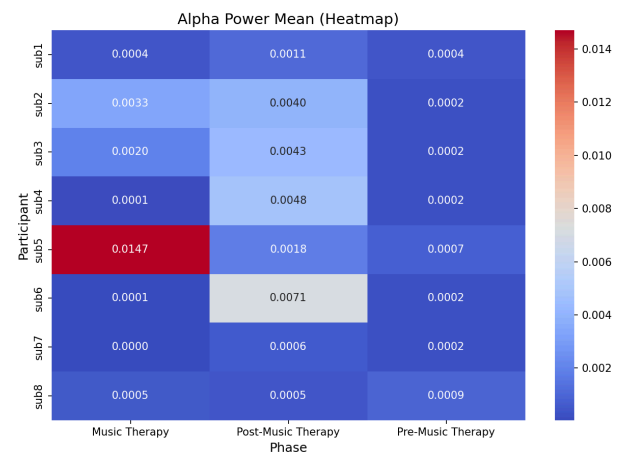 Alpha Power Mean (Heatmap)
Participant
sub1 0.0004 0.0011 0.0004
sub2 0.0033 0.0040 0.0002
sub3 0.0020 0.0043 0.0002
sub4 0.0001 0.0048 0.0002
sub5 0.0147 0.0018 0.0007
sub6 0.0001 0.0071 0.0002
sub7 0.0000 0.0006 0.0002
sub8 0.0005 0.0005 0.0009
Music Therapy Post-Music Therapy Pre-Music Therapy
Phase
0.014
0.012
0.010
0.008
0.006
0.004
0.002